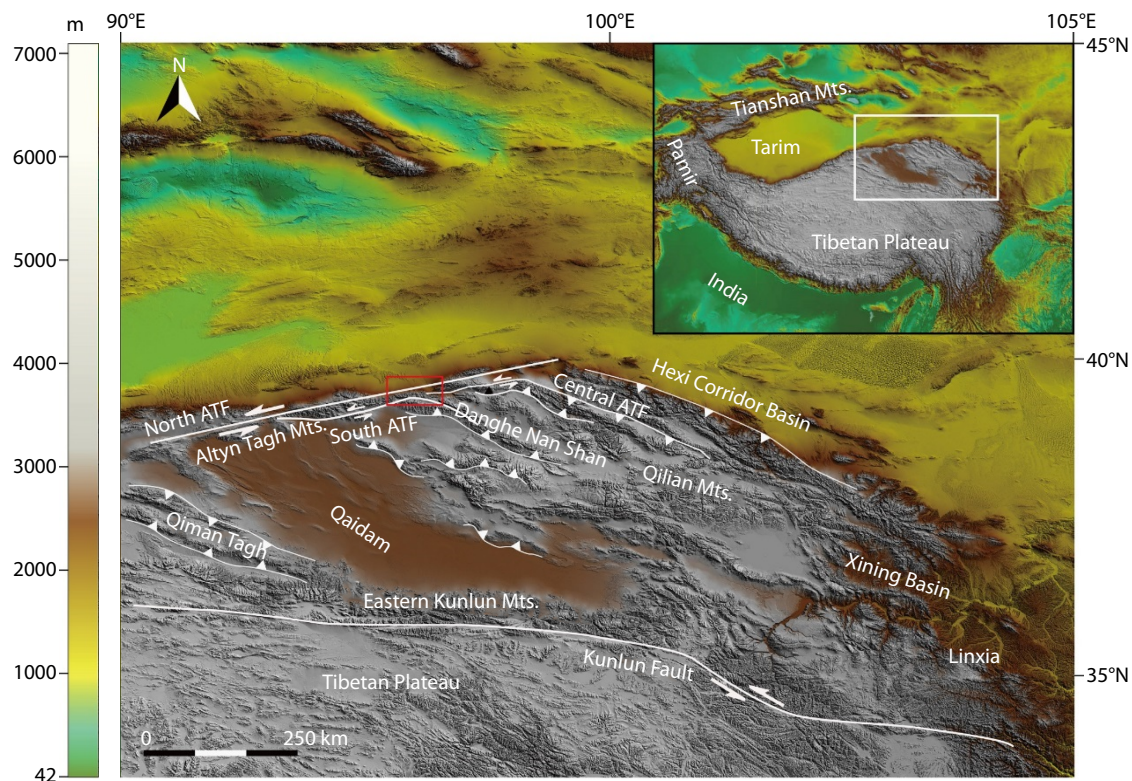 m
90°E
100°E
105°E
7000
6000
5000
4000
3000
2000
1000
42
N
45°N
40°N
35°N
Tianshan Mts.
Tarim
Pamir
Tibetan Plateau
India
Hexi Corridor Basin
North ATF
Central ATF
Altyn Tagh Mts.
South ATF
Danghe Nan Shan
Qilian Mts.
Qaidam
Qiman Tagh
Xining Basin
Eastern Kunlun Mts.
Linxia
Kunlun Fault
Tibetan Plateau
0
250 km